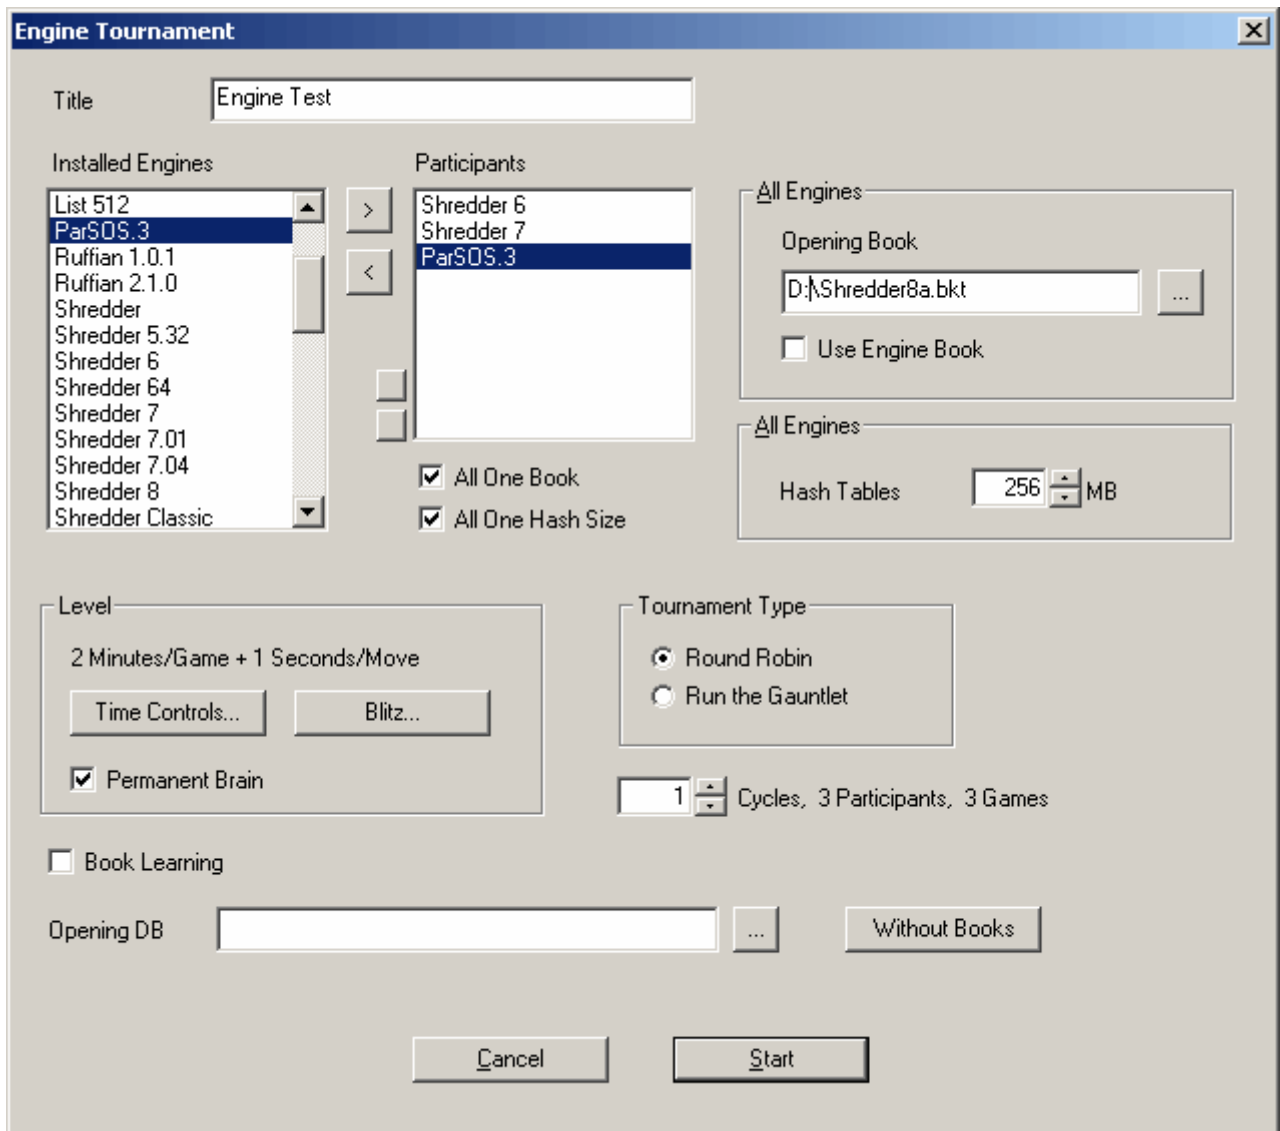 Engine Tournament
Title
Engine Test
Installed Engines
List 512
ParSOS.3
Ruffian 1.0.1
Ruffian 2.1.0
Shredder
Shredder 5.32
Shredder 6
Shredder 64
Shredder 7
Shredder 7.01
Shredder 7.04
Shredder 8
Shredder Classic
>
<
Participants
Shredder 6
Shredder 7
ParSOS.3
All One Book
All One Hash Size
All Engines
Opening Book
D:\Shredder8a.bkt
...
Use Engine Book
All Engines
Hash Tables 256 MB
Level
2 Minutes/Game + 1 Seconds/Move
Time Controls... Blitz...
Permanent Brain
Tournament Type
Round Robin
Run the Gauntlet
1 Cycles, 3 Participants, 3 Games
Book Learning
Opening DB ... Without Books
Cancel Start